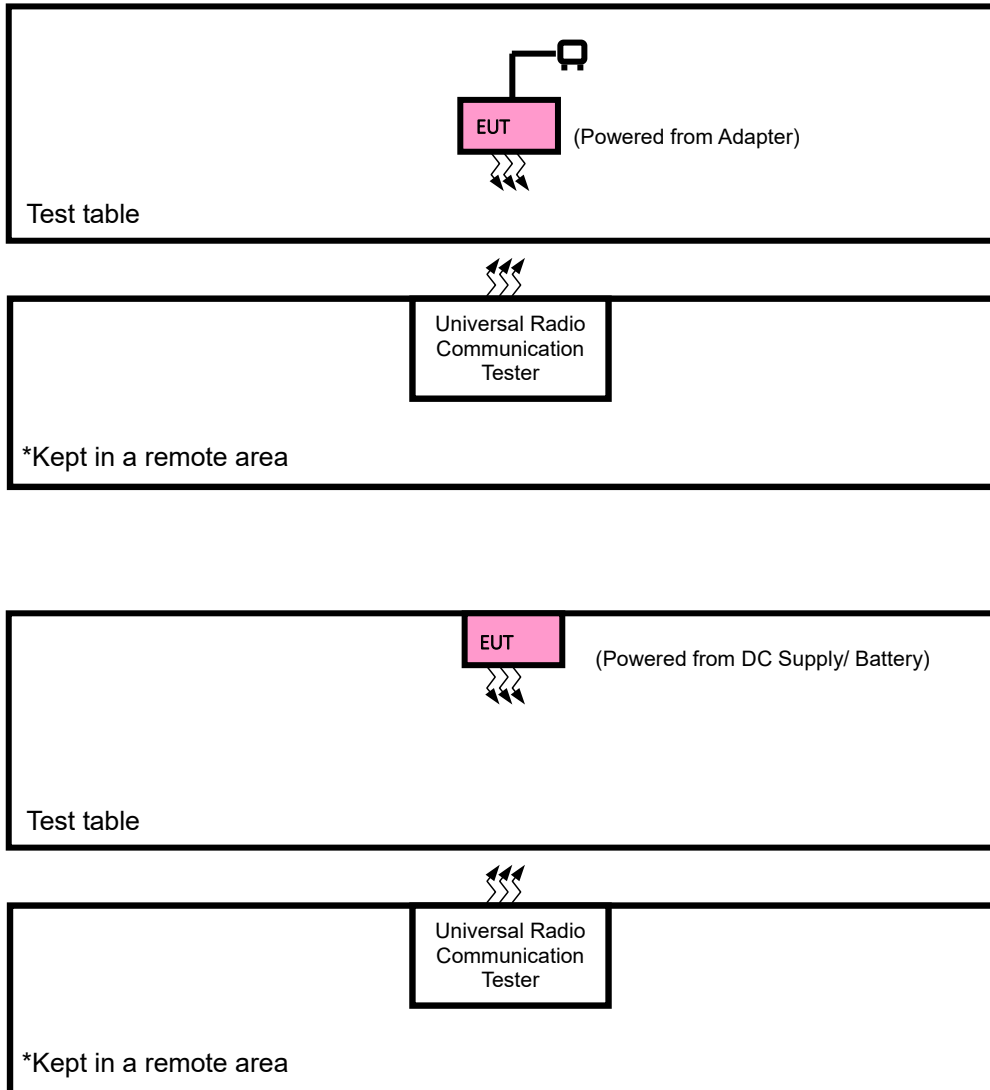 EUT
(Powered from Adapter)
Test table
Universal Radio
Communication
Tester
*Kept in a remote area
EUT
(Powered from DC Supply/ Battery)
Test table
Universal Radio
Communication
Tester
*Kept in a remote area